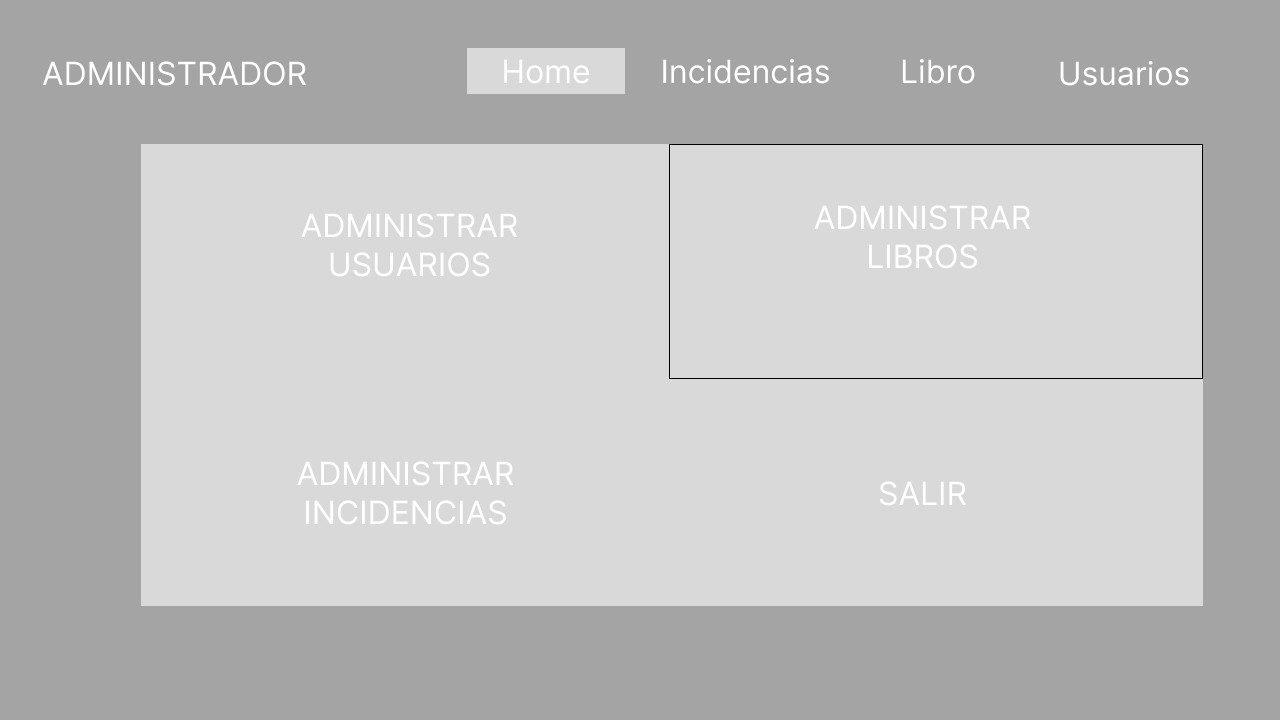 ADMINISTRADOR
Home
Incidencias
Libro
Usuarios
ADMINISTRAR
USUARIOS
ADMINISTRAR
LIBROS
ADMINISTRAR
INCIDENCIAS
SALIR